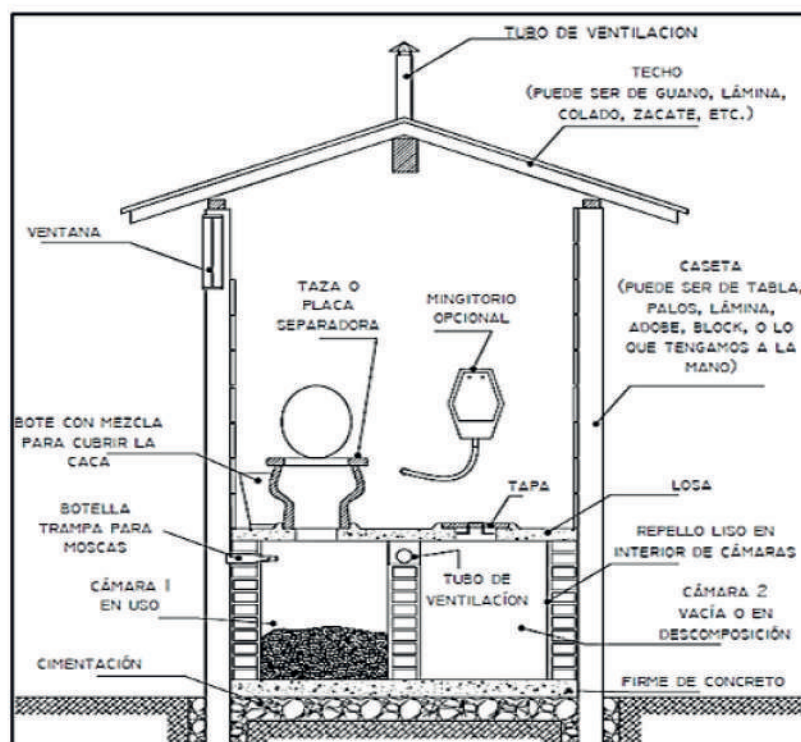 TUBO DE VENTILACION
TECHO
(PUEDE SER DE GUANO, LÁMINA,
COLADO, ZACATE, ETC.)
VENTANA
TAZA O
PLACA
SEPARADORA
MINGITORIO
OPCIONAL
CASETA
(PUEDE SER DE TABLA,
PALOS, LÁMINA,
ADOBE, BLOCK, O LO
QUE TENGAMOS A LA
MANO)
BOTE CON MEZCLA
PARA CUBRIR LA
CACA
TAPA
LOSA
BOTELLA
TRAMPA PARA
MOSCAS
REPELLO LISO EN
INTERIOR DE CÁMARAS
CÁMARA 1
EN USO
TUBO DE
VENTILACÍON
CÁMARA 2
VACÍA O EN
DESCOMPOSICIÓN
CIMENTACIÓN
FIRME DE CONCRETO